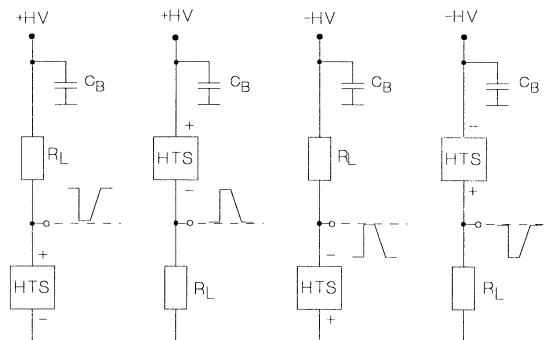 +HV +HV -HV -HV
C_B C_B C_B C_B
+ -
R_L HTS R_L HTS
- +
+ -
HTS R_L HTS R_L
- +